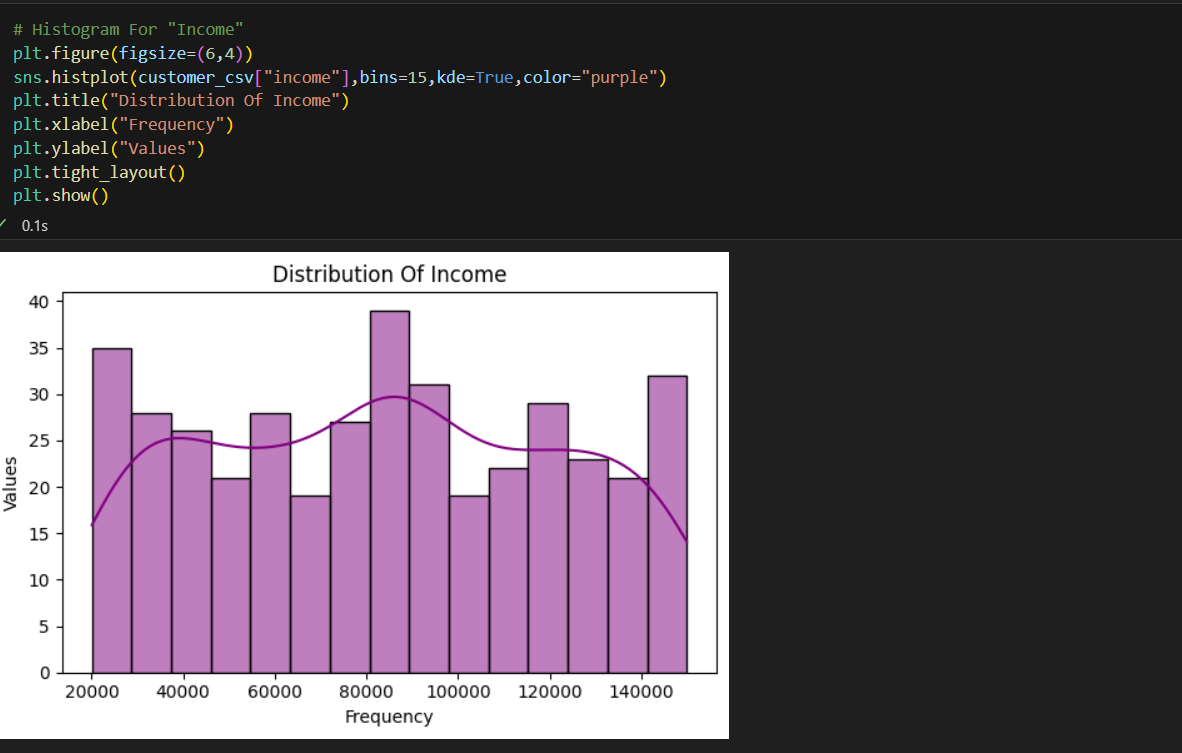 # Histogram For "Income"
plt.figure(figsize=(6,4))
sns.histplot(customer_csv["income"],bins=15,kde=True,color="purple")
plt.title("Distribution Of Income")
plt.xlabel("Frequency")
plt.ylabel("Values")
plt.tight_layout()
plt.show()
0.1s
Distribution Of Income
40
35
30
25
20
15
10
5
0
Values
20000 40000 60000 80000 100000 120000 140000
Frequency